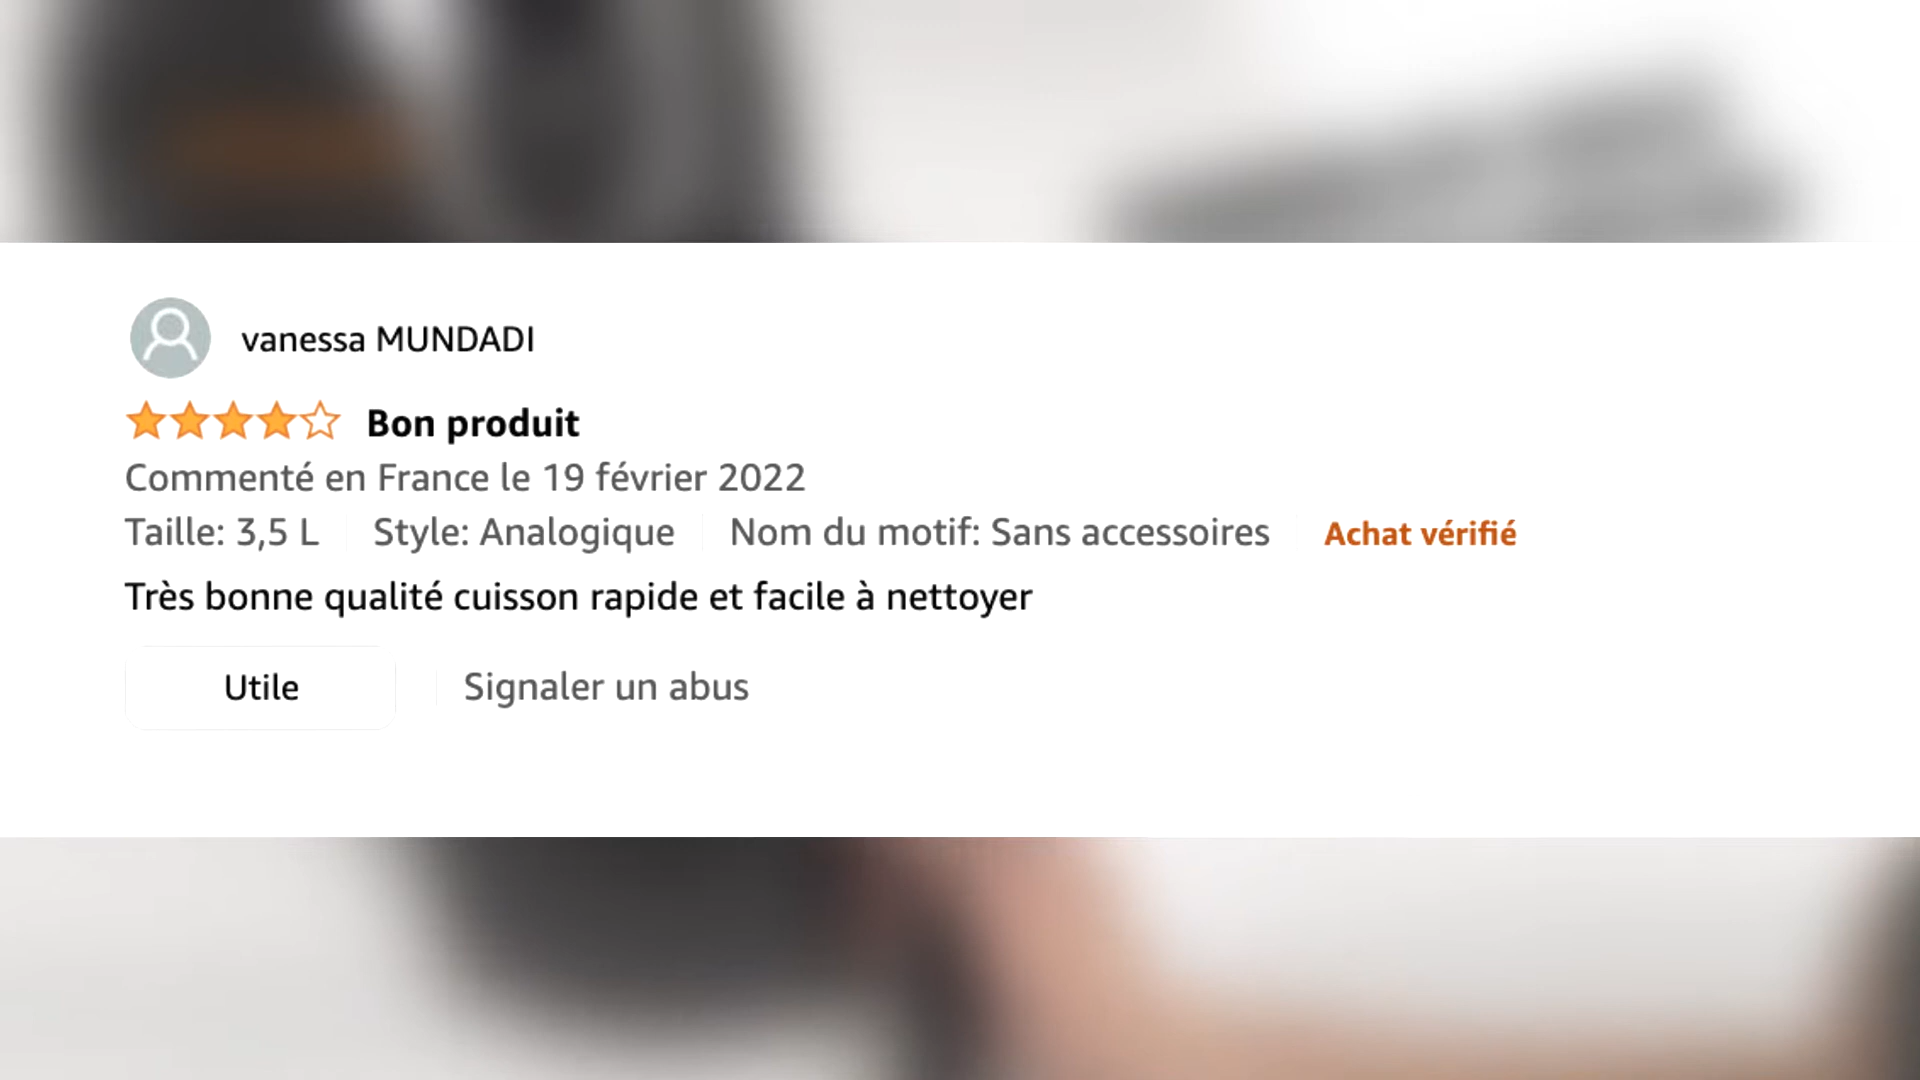 vanessa MUNDADI
Bon produit
Commenté en France le 19 février 2022
Taille: 3,5 L Style: Analogique Nom du motif: Sans accessoires Achat vérifié
Très bonne qualité cuisson rapide et facile à nettoyer
Utile Signaler un abus